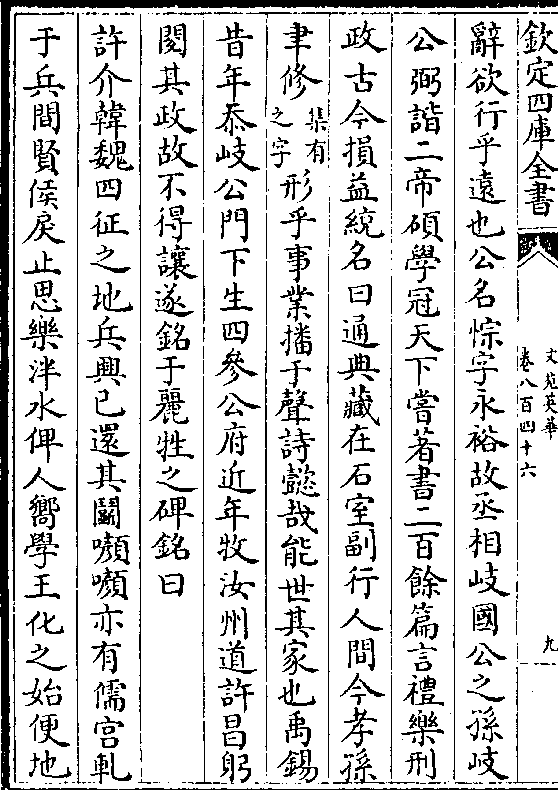 欽定四庫全書
文苑英華
卷八百四十六
九
辭欲行乎遠也公名悰字永裕故丞相岐國公之孫岐
公弼諧二帝碩學冠天下嘗著書二百餘篇言禮樂刑
政古今損益統名曰通典藏在石室副行人間今孝孫
聿修
集有
之字
形乎事業播于聲詩懿哉能世其家也禹錫
昔年忝岐公門下生四參公府近年牧汝州道許昌躬
閱其政故不得讓遂銘于麗牲之碑銘曰
許介韓魏四征之地兵興已還其鬬嚬嚬亦有儒宫軋
于兵間賢侯戾止思樂泮水俾人嚮學王化之始便地